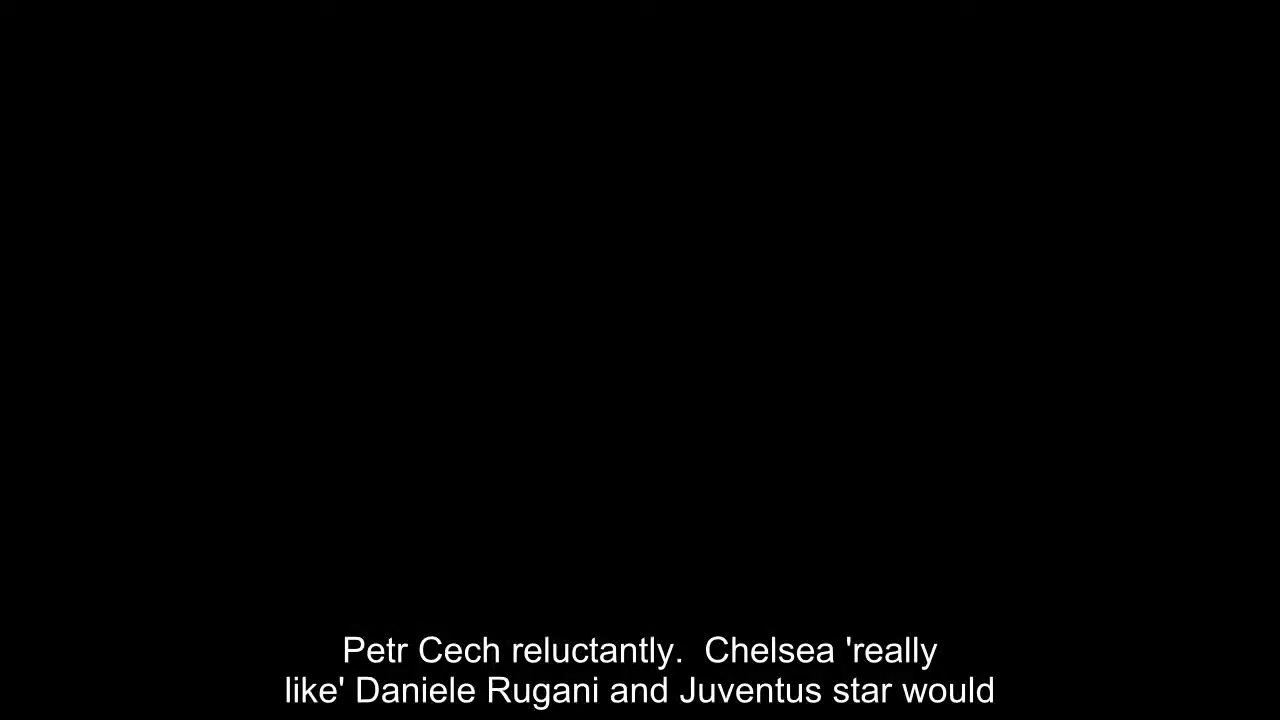 Petr Cech reluctantly.  Chelsea 'really
like' Daniele Rugani and Juventus star would